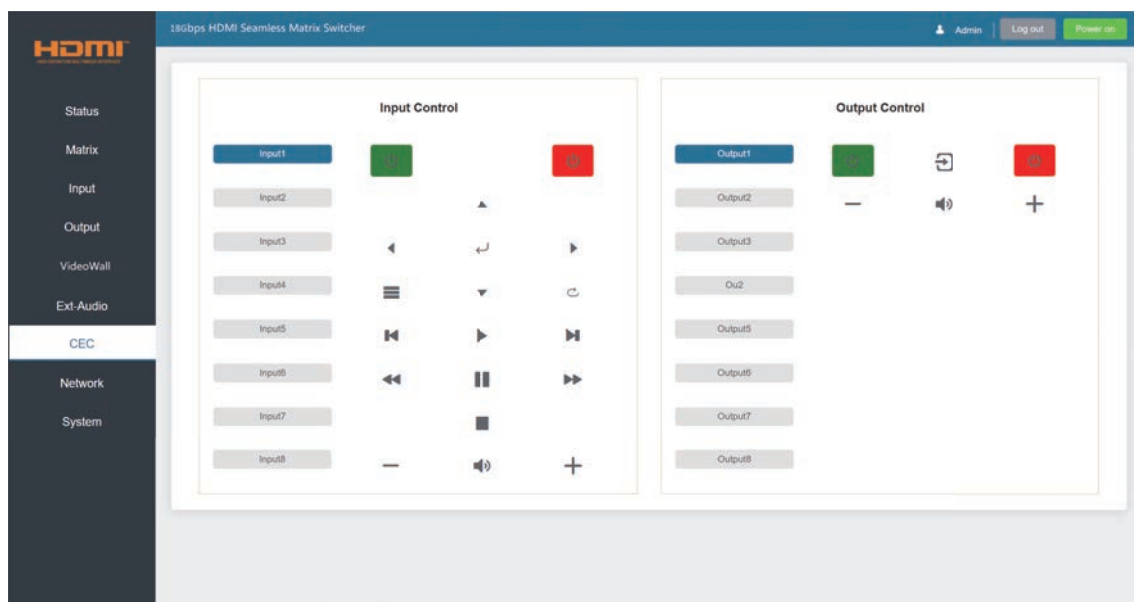 HDMI
18Gbps HDMI Seamless Matrix Switcher
Admin
Log out
Power on
Status
Matrix
Input
Output
VideoWall
Ext-Audio
CEC
Network
System
Input Control
Input1
Input2
Input3
Input4
Input5
Input6
Input7
Input8
Output Control
Output1
Output2
Output3
Ou2
Output5
Output6
Output7
Output8